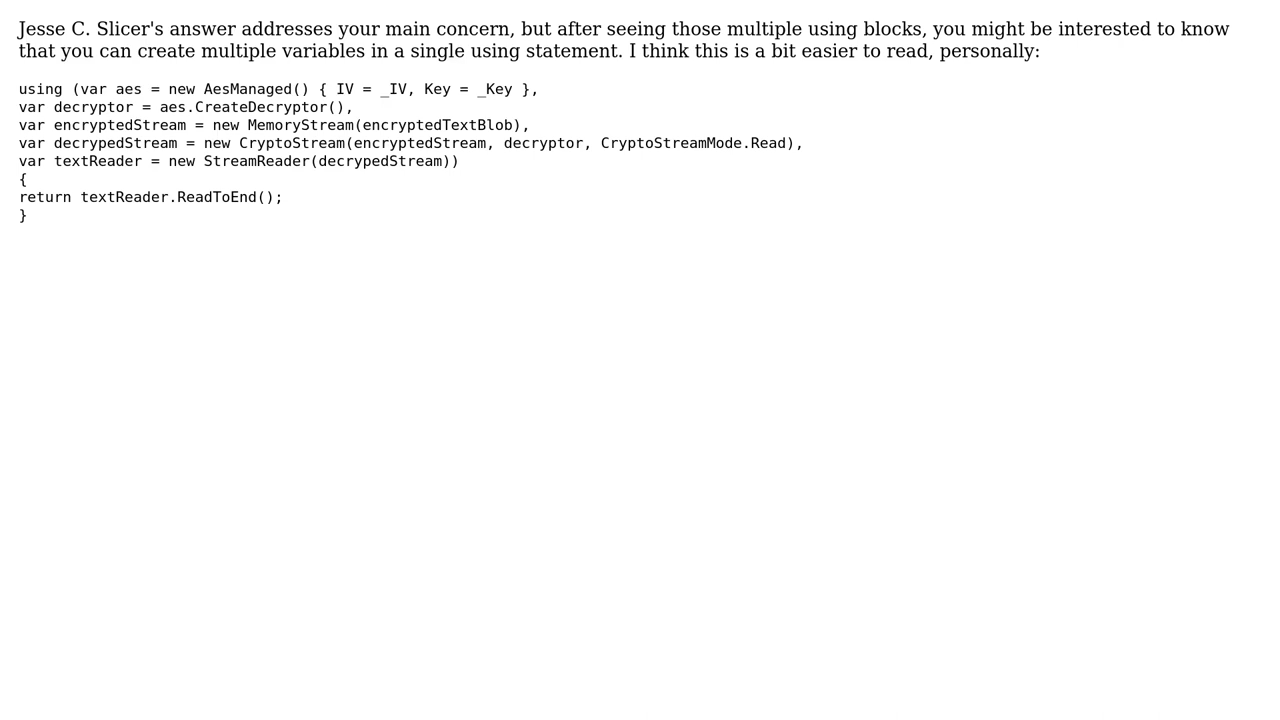 Jesse C. Slicer's answer addresses your main concern, but after seeing those multiple using blocks, you might be interested to know
that you can create multiple variables in a single using statement. I think this is a bit easier to read, personally:
using (var aes = new AesManaged() { IV = _IV, Key = _Key },
var decryptor = aes.CreateDecryptor(),
var encryptedStream = new MemoryStream(encryptedTextBlob),
var decrypedStream = new CryptoStream(encryptedStream, decryptor, CryptoStreamMode.Read),
var textReader = new StreamReader(decrypedStream))
{
return textReader.ReadToEnd();
}